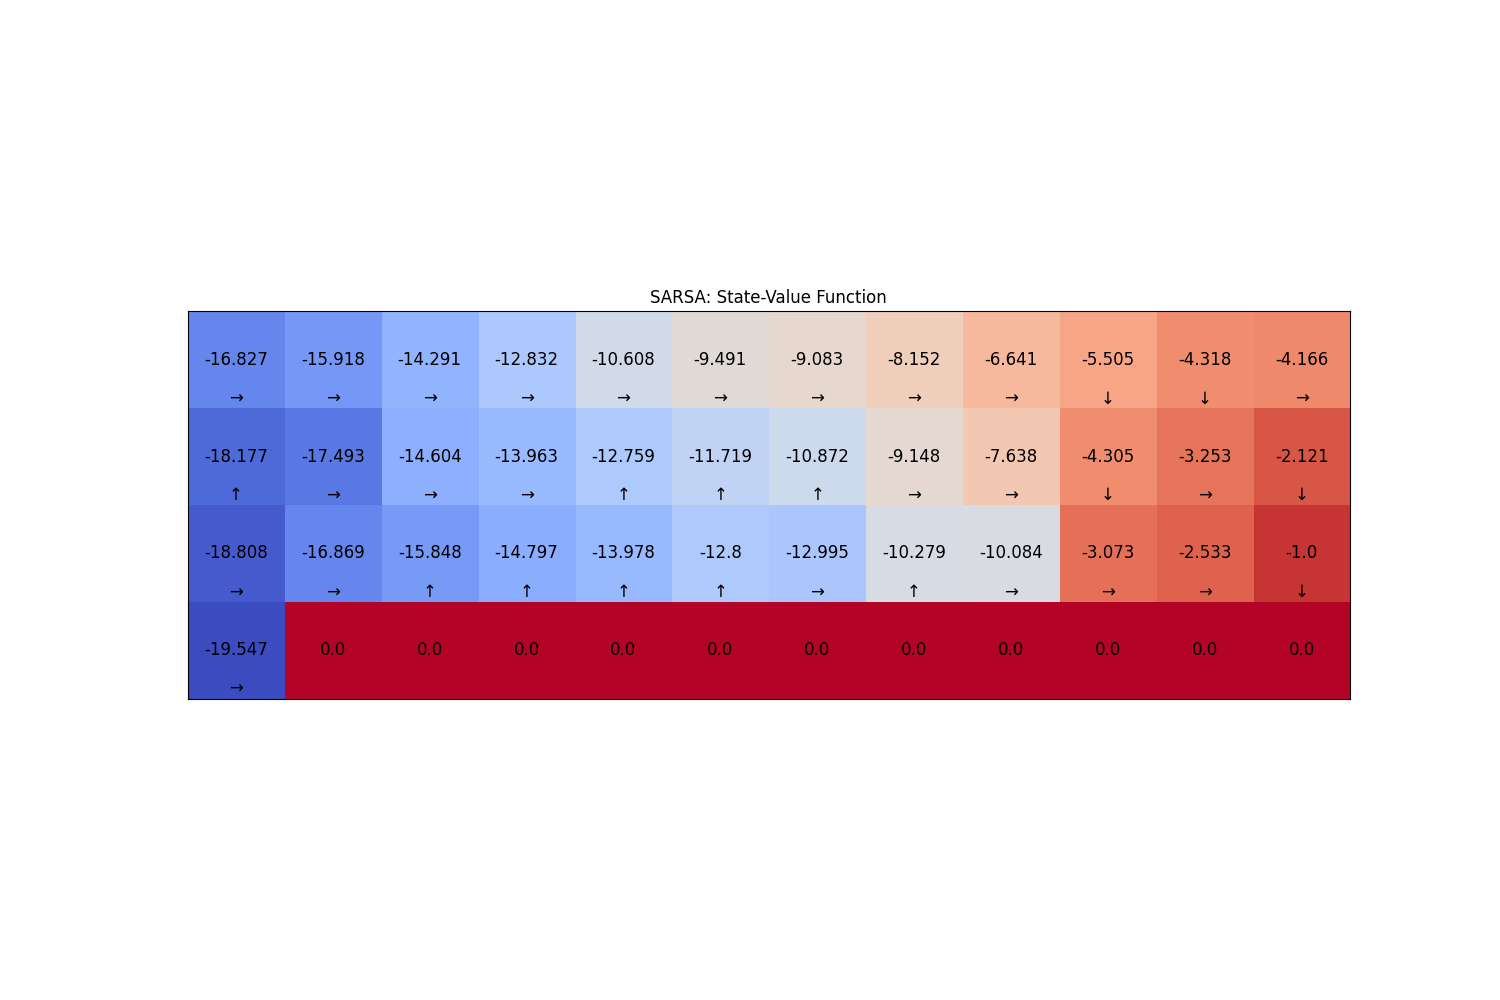 SARSA: State-Value Function
-16.827 -15.918 -14.291 -12.832 -10.608 -9.491 -9.083 -8.152 -6.641 -5.505 -4.318 -4.166
→ → → → → → → → → ↓ ↓ →
-18.177 -17.493 -14.604 -13.963 -12.759 -11.719 -10.872 -9.148 -7.638 -4.305 -3.253 -2.121
↑ → → → ↑ ↑ ↑ → → ↓ → ↓
-18.808 -16.869 -15.848 -14.797 -13.978 -12.8 -12.995 -10.279 -10.084 -3.073 -2.533 -1.0
→ → ↑ ↑ ↑ ↑ → ↑ → → → ↓
-19.547 0.0 0.0 0.0 0.0 0.0 0.0 0.0 0.0 0.0 0.0 0.0
→